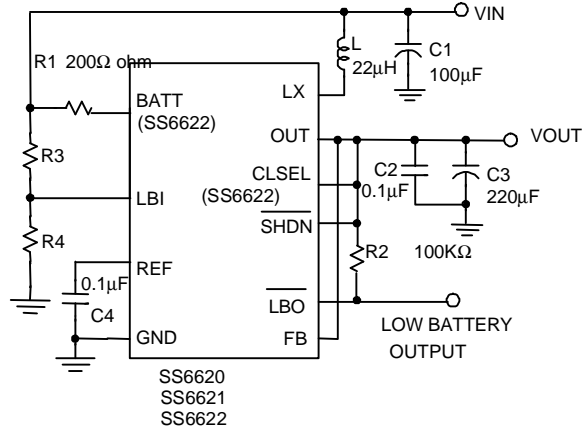 VIN
R1 200Ω ohm
L
22μH
C1
100μF
BATT
(SS6622)
LX
OUT
VOUT
R3
CLSEL
(SS6622)
C2
0.1μF
C3
220μF
LBI
SHDN
R4
R2
100KΩ
REF
0.1μF
C4
LBO
LOW BATTERY
OUTPUT
GND
FB
SS6620
SS6621
SS6622